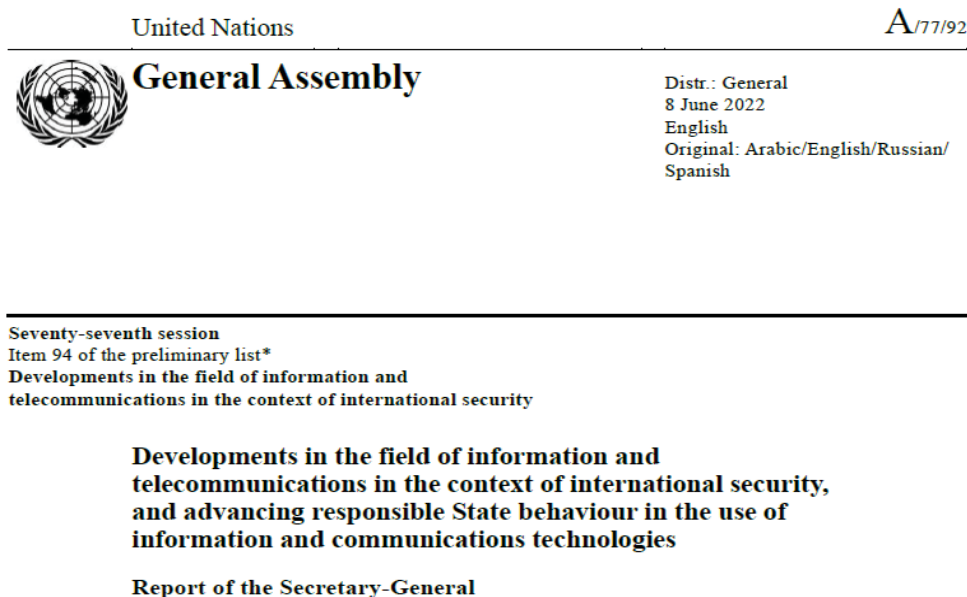 United Nations
A/77/92
General Assembly
Distr.: General
8 June 2022
English
Original: Arabic/English/Russian/
Spanish
Seventy-seventh session
Item 94 of the preliminary list*
Developments in the field of information and
telecommunications in the context of international security
Developments in the field of information and
telecommunications in the context of international security,
and advancing responsible State behaviour in the use of
information and communications technologies
Report of the Secretary-General